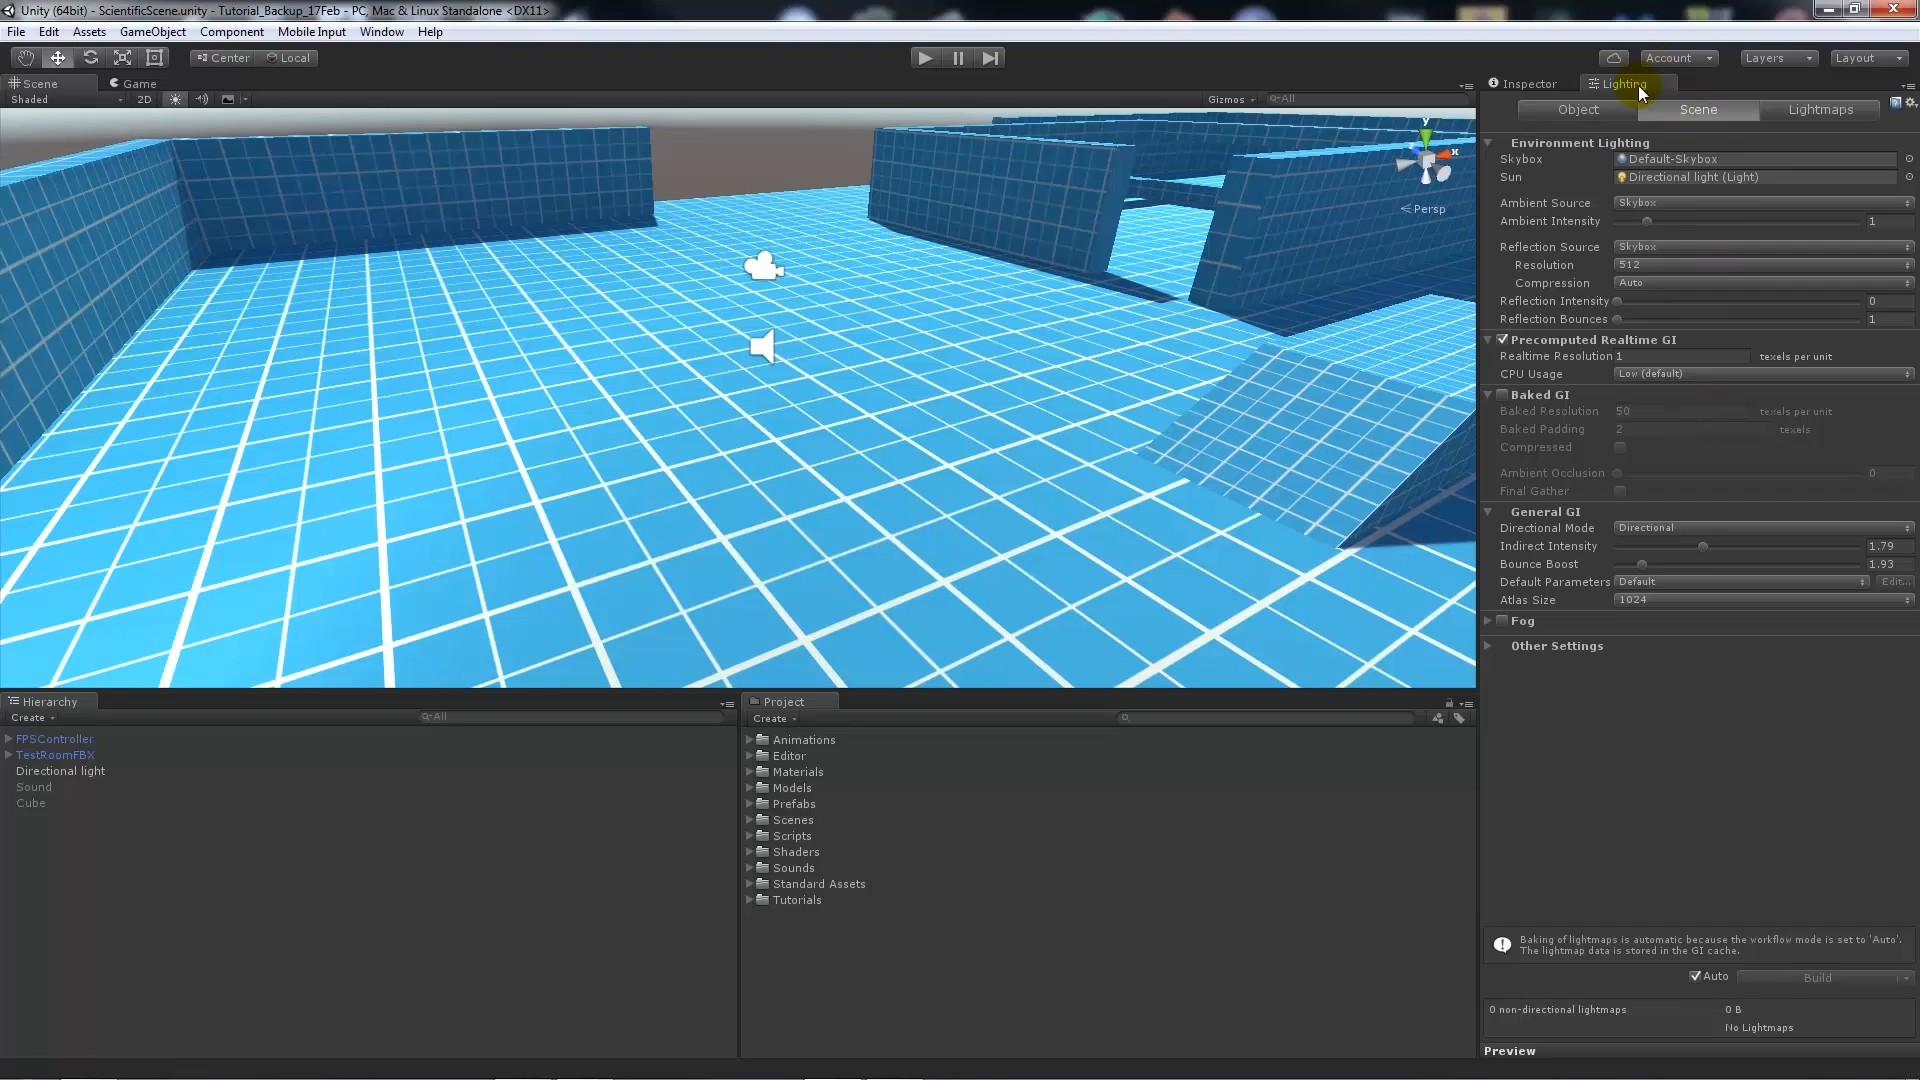 Unity (64bit) - ScientificScene.unity - Tutorial_Backup_17Feb - PC, Mac & Linux Standalone <DX11>
File Edit Assets GameObject Component Mobile Input Window Help
Center Local Account Layers Layout
Scene Game
Shaded 2D Gizmos All
y
x
Persp
Inspector Lighting
Object Scene Lightmaps
Environment Lighting
Skybox Default-Skybox
Sun Directional light (Light)
Ambient Source Skybox
Ambient Intensity 1
Reflection Source Skybox
Resolution 512
Compression Auto
Reflection Intensity 0
Reflection Bounces 1
Precomputed Realtime GI
Realtime Resolution 1 texels per unit
CPU Usage Low (default)
Baked GI
Baked Resolution 50 texels per unit
Baked Padding 2 texels
Compressed
Ambient Occlusion 0
Final Gather
General GI
Directional Mode Directional
Indirect Intensity 1.79
Bounce Boost 1.93
Default Parameters Default Edit...
Atlas Size 1024
Fog
Other Settings
Baking of lightmaps is automatic because the workflow mode is set to 'Auto'.
The lightmap data is stored in the GI cache.
Auto Build
0 non-directional lightmaps 0 B
No Lightmaps
Preview
Hierarchy
Create All
FPSController
TestRoomFBX
Directional light
Sound
Cube
Project
Create
Animations
Editor
Materials
Models
Prefabs
Scenes
Scripts
Shaders
Sounds
Standard Assets
Tutorials